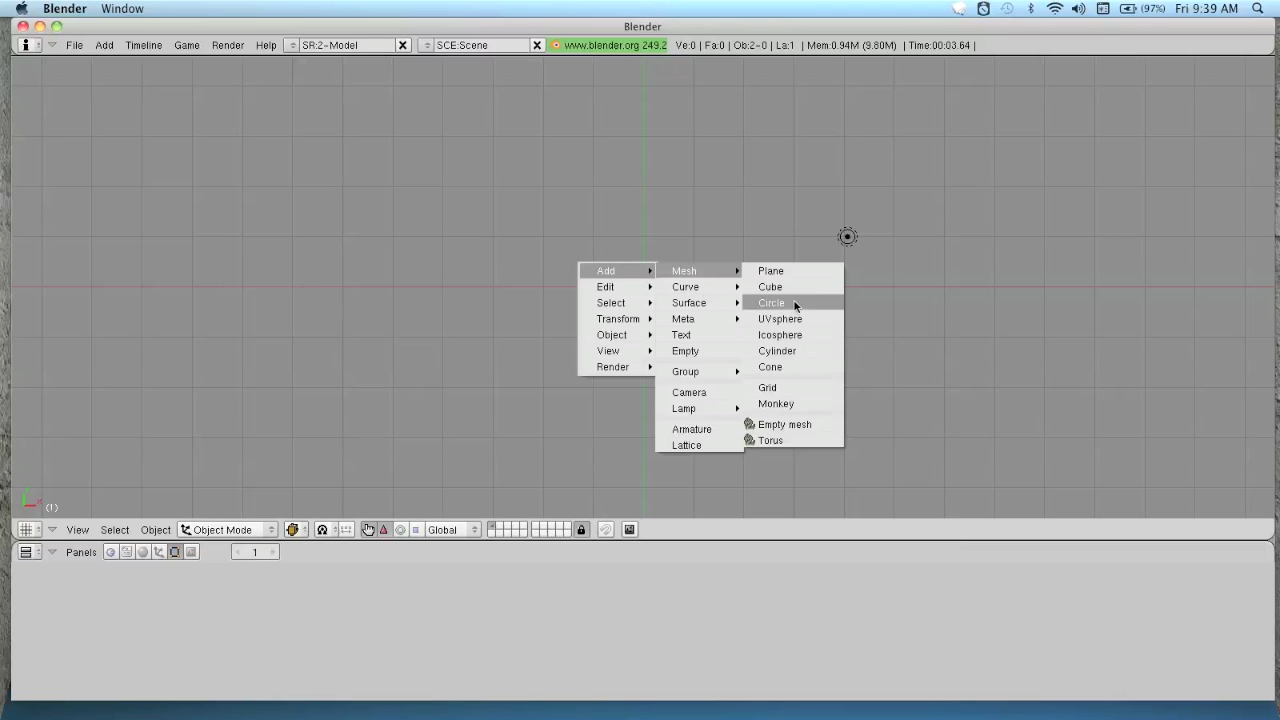 Blender Window (97%) Fri 9:39 AM
Blender
File Add Timeline Game Render Help SR:2-Model SCE:Scene www.blender.org 249.2 Ve:0 | Fa:0 | Ob:2-0 | La:1 | Mem:0.94M (9.80M) | Time:00:03.64 |
Add Mesh Plane
Edit Curve Cube
Select Surface Circle
Transform Meta UVsphere
Object Text Icosphere
View Empty Cylinder
Render Group Cone
Camera Grid
Lamp Monkey
Armature Empty mesh
Lattice Torus
(1)
View Select Object Object Mode Global
Panels 1